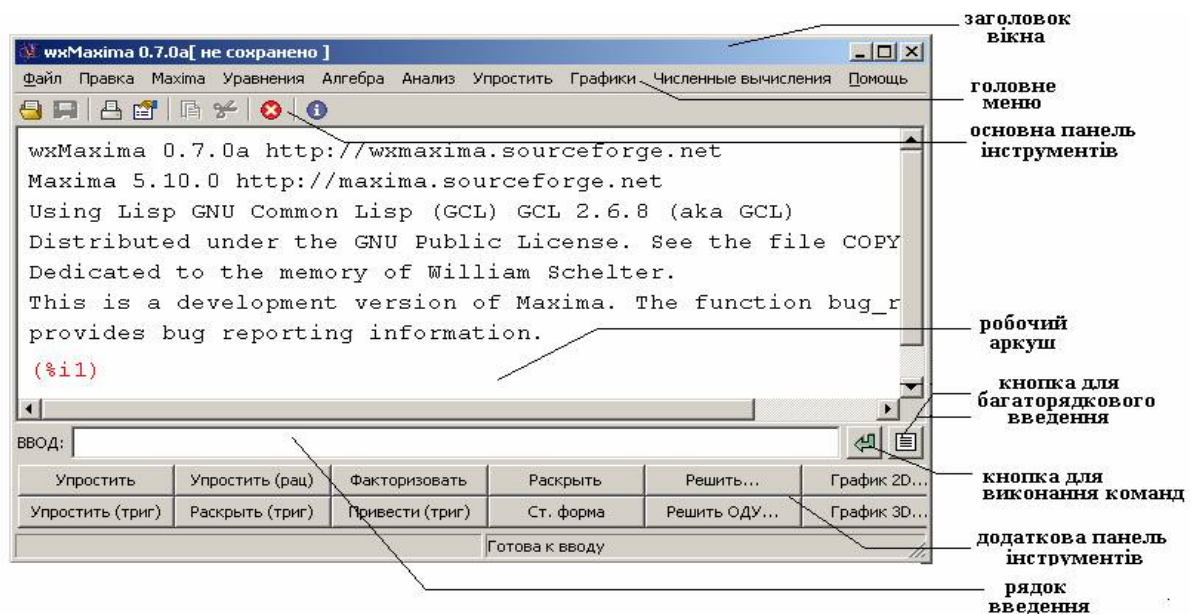 заголовок
вікна
wxMaxima 0.7.0a[ не сохранено ]
Файл Правка Maxima Уравнения Алгебра Анализ Упростить Графики Численные вычисления Помощь
головне
меню
основна панель
інструментів
wxMaxima 0.7.0a http://wxmaxima.sourceforge.net
Maxima 5.10.0 http://maxima.sourceforge.net
Using Lisp GNU Common Lisp (GCL) GCL 2.6.8 (aka GCL)
Distributed under the GNU Public License. See the file COPY
Dedicated to the memory of William Schelter.
This is a development version of Maxima. The function bug_r
provides bug reporting information.
(%i1)
робочий
аркуш
кнопка для
багаторядкового
введення
ВВОД:
Упростить Упростить (рац) Факторизовать Раскрыть Решить... График 2D...
Упростить (триг) Раскрыть (триг) Привести (триг) Ст. форма Решить ОДУ... График 3D...
кнопка для
виконання команд
Готова к вводу
додаткова панель
інструментів
рядок
введення